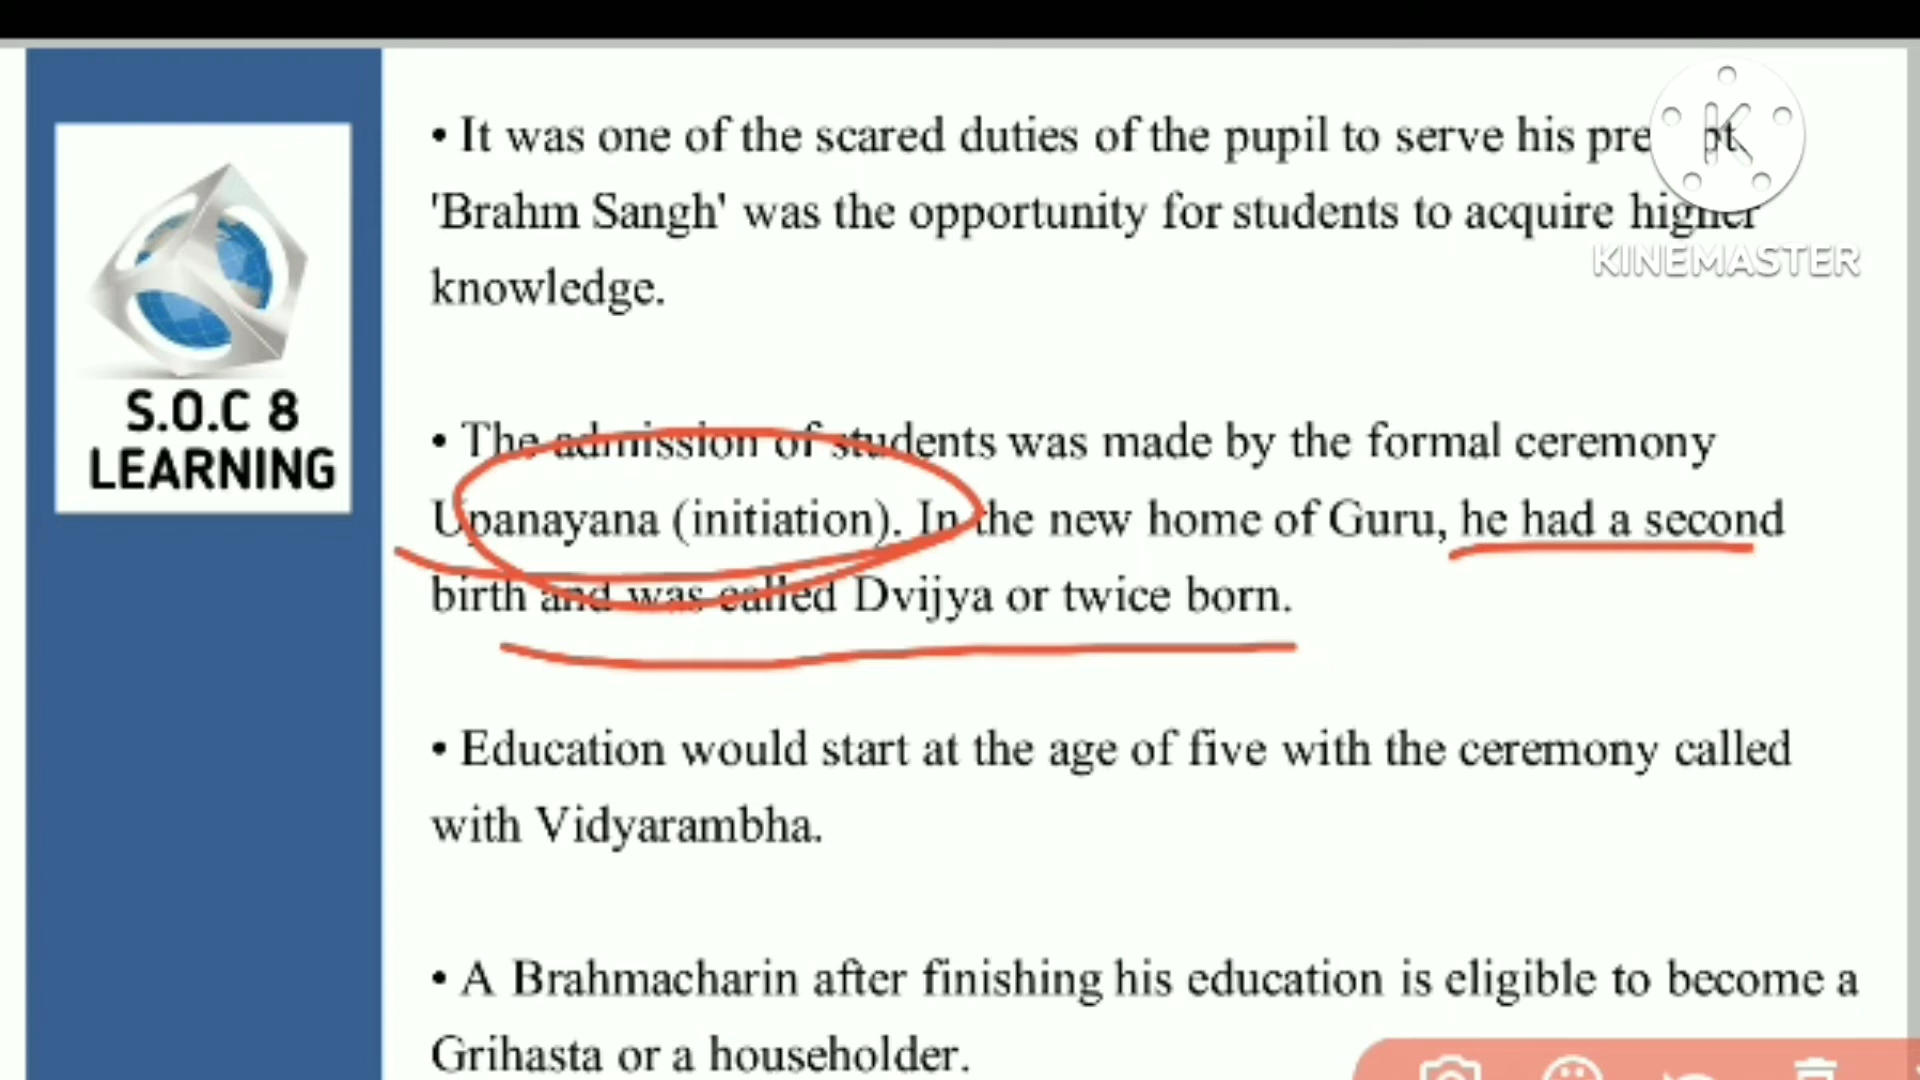 • It was one of the scared duties of the pupil to serve his
'Brahm Sangh' was the opportunity for students to acquire higher
knowledge.
KINEMASTER
S.O.C 8
LEARNING
• The admission of students was made by the formal ceremony
Upanayana (initiation). In the new home of Guru, he had a second
birth and was called Dvijya or twice born.
• Education would start at the age of five with the ceremony called
with Vidyarambha.
• A Brahmacharin after finishing his education is eligible to become a
Grihasta or a householder.